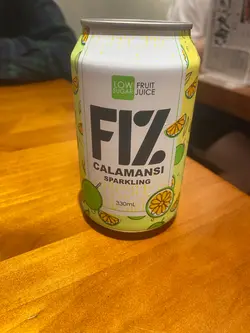 LOW
SUGAR
FRUIT
JUICE
FIZ
CALAMANSI
SPARKLING
330mL